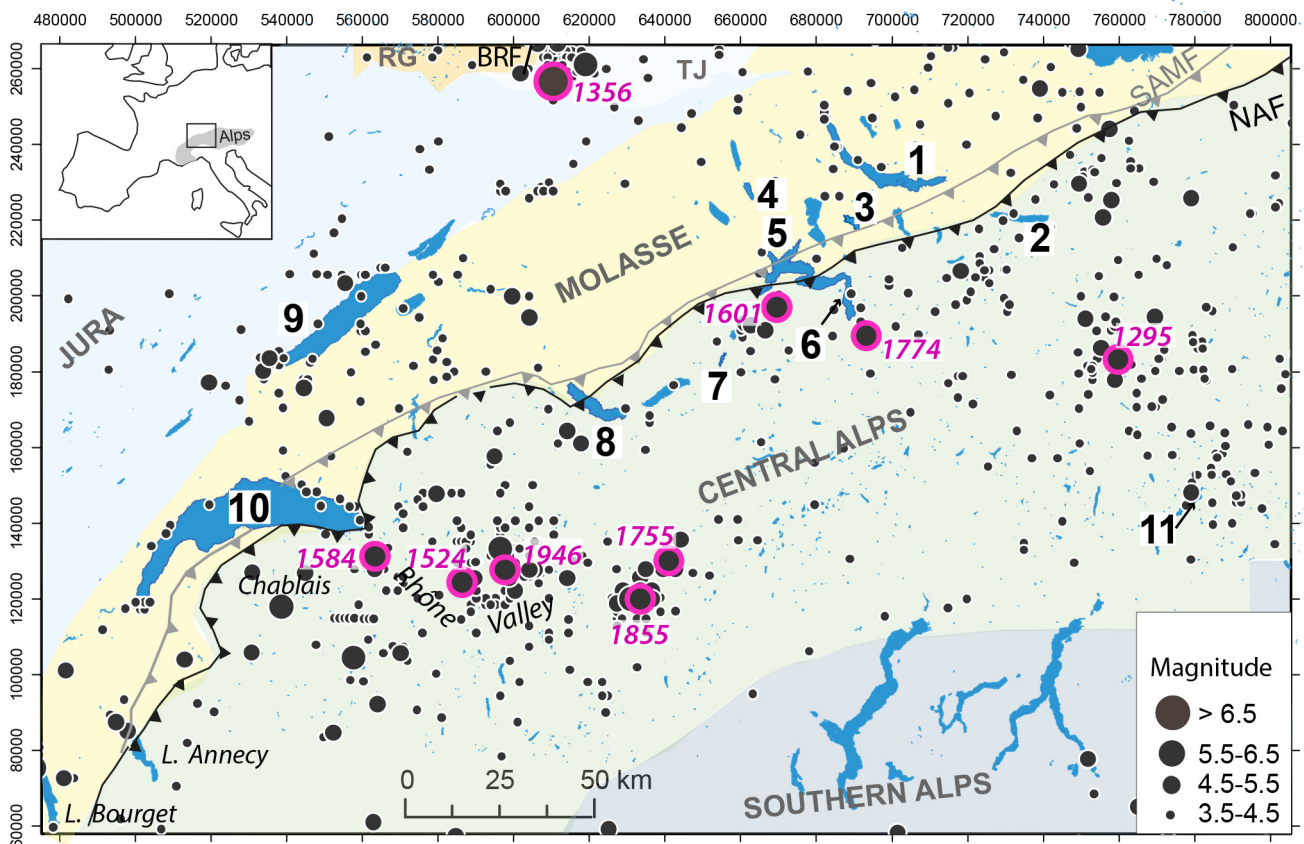 480000 500000 520000 540000 560000 580000 600000 620000 640000 660000 680000 700000 720000 740000 760000 780000 800000
260000
240000
220000
200000
180000
160000
140000
120000
100000
80000
60000
Alps
RG
BRF
1356
TJ
SAMF
NAF
1
2
3
4
5
6
7
8
9
10
11
MOLASSE
JURA
1601
1774
1295
CENTRAL ALPS
1584
1524
1946
1755
1855
Chablais
Rhône
Valley
L. Annecy
L. Bourget
0 25 50 km
SOUTHERN ALPS
Magnitude
> 6.5
5.5-6.5
4.5-5.5
3.5-4.5